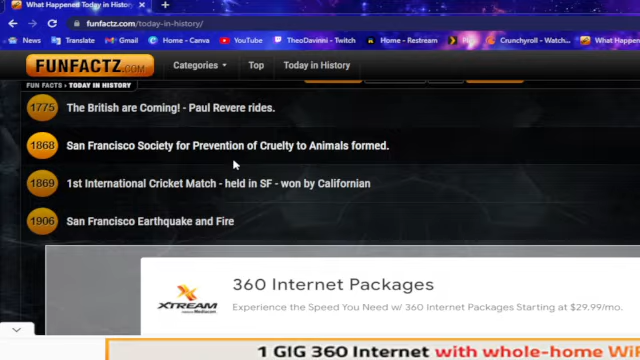 What Happened Today in Histor
funfactz.com/today-in-history/
News
Translate
Gmail
Home - Canva
YouTube
TheoDavinni - Twitch
Home - Restream
Crunchyroll - Watch...
What Happening
FUNFACTZ.COM
Categories
Top
Today In History
FUN FACTS › TODAY IN HISTORY
1775 The British are Coming! - Paul Revere rides.
1868 San Francisco Society for Prevention of Cruelty to Animals formed.
1869 1st International Cricket Match - held in SF - won by Californian
1906 San Francisco Earthquake and Fire
360 Internet Packages
XTREAM
Experience the Speed You Need w/ 360 Internet Packages Starting at $29.99/mo.
1 GIG 360 Internet with whole-home WiF